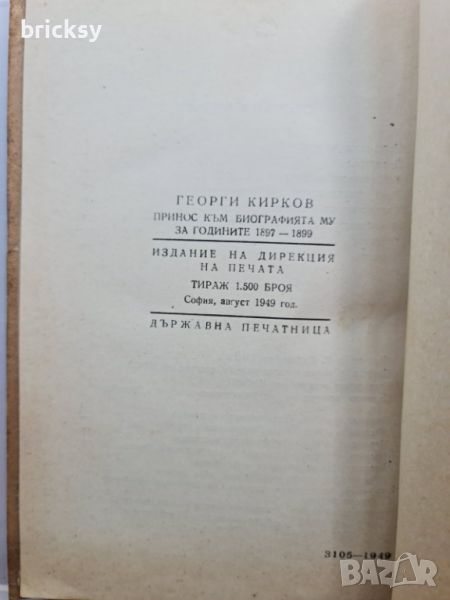 bricksy
ГЕОРГИ КИРКОВ
ПРИНОС КЪМ БИОГРАФИЯТА МУ
ЗА ГОДИНИТЕ 1897 — 1899
ИЗДАНИЕ НА ДИРЕКЦИЯ
НА ПЕЧАТА
ТИРАЖ 1.500 БРОЯ
София, август 1949 год.
ДЪРЖАВНА ПЕЧАТНИЦА
3105—1949
BAZAR